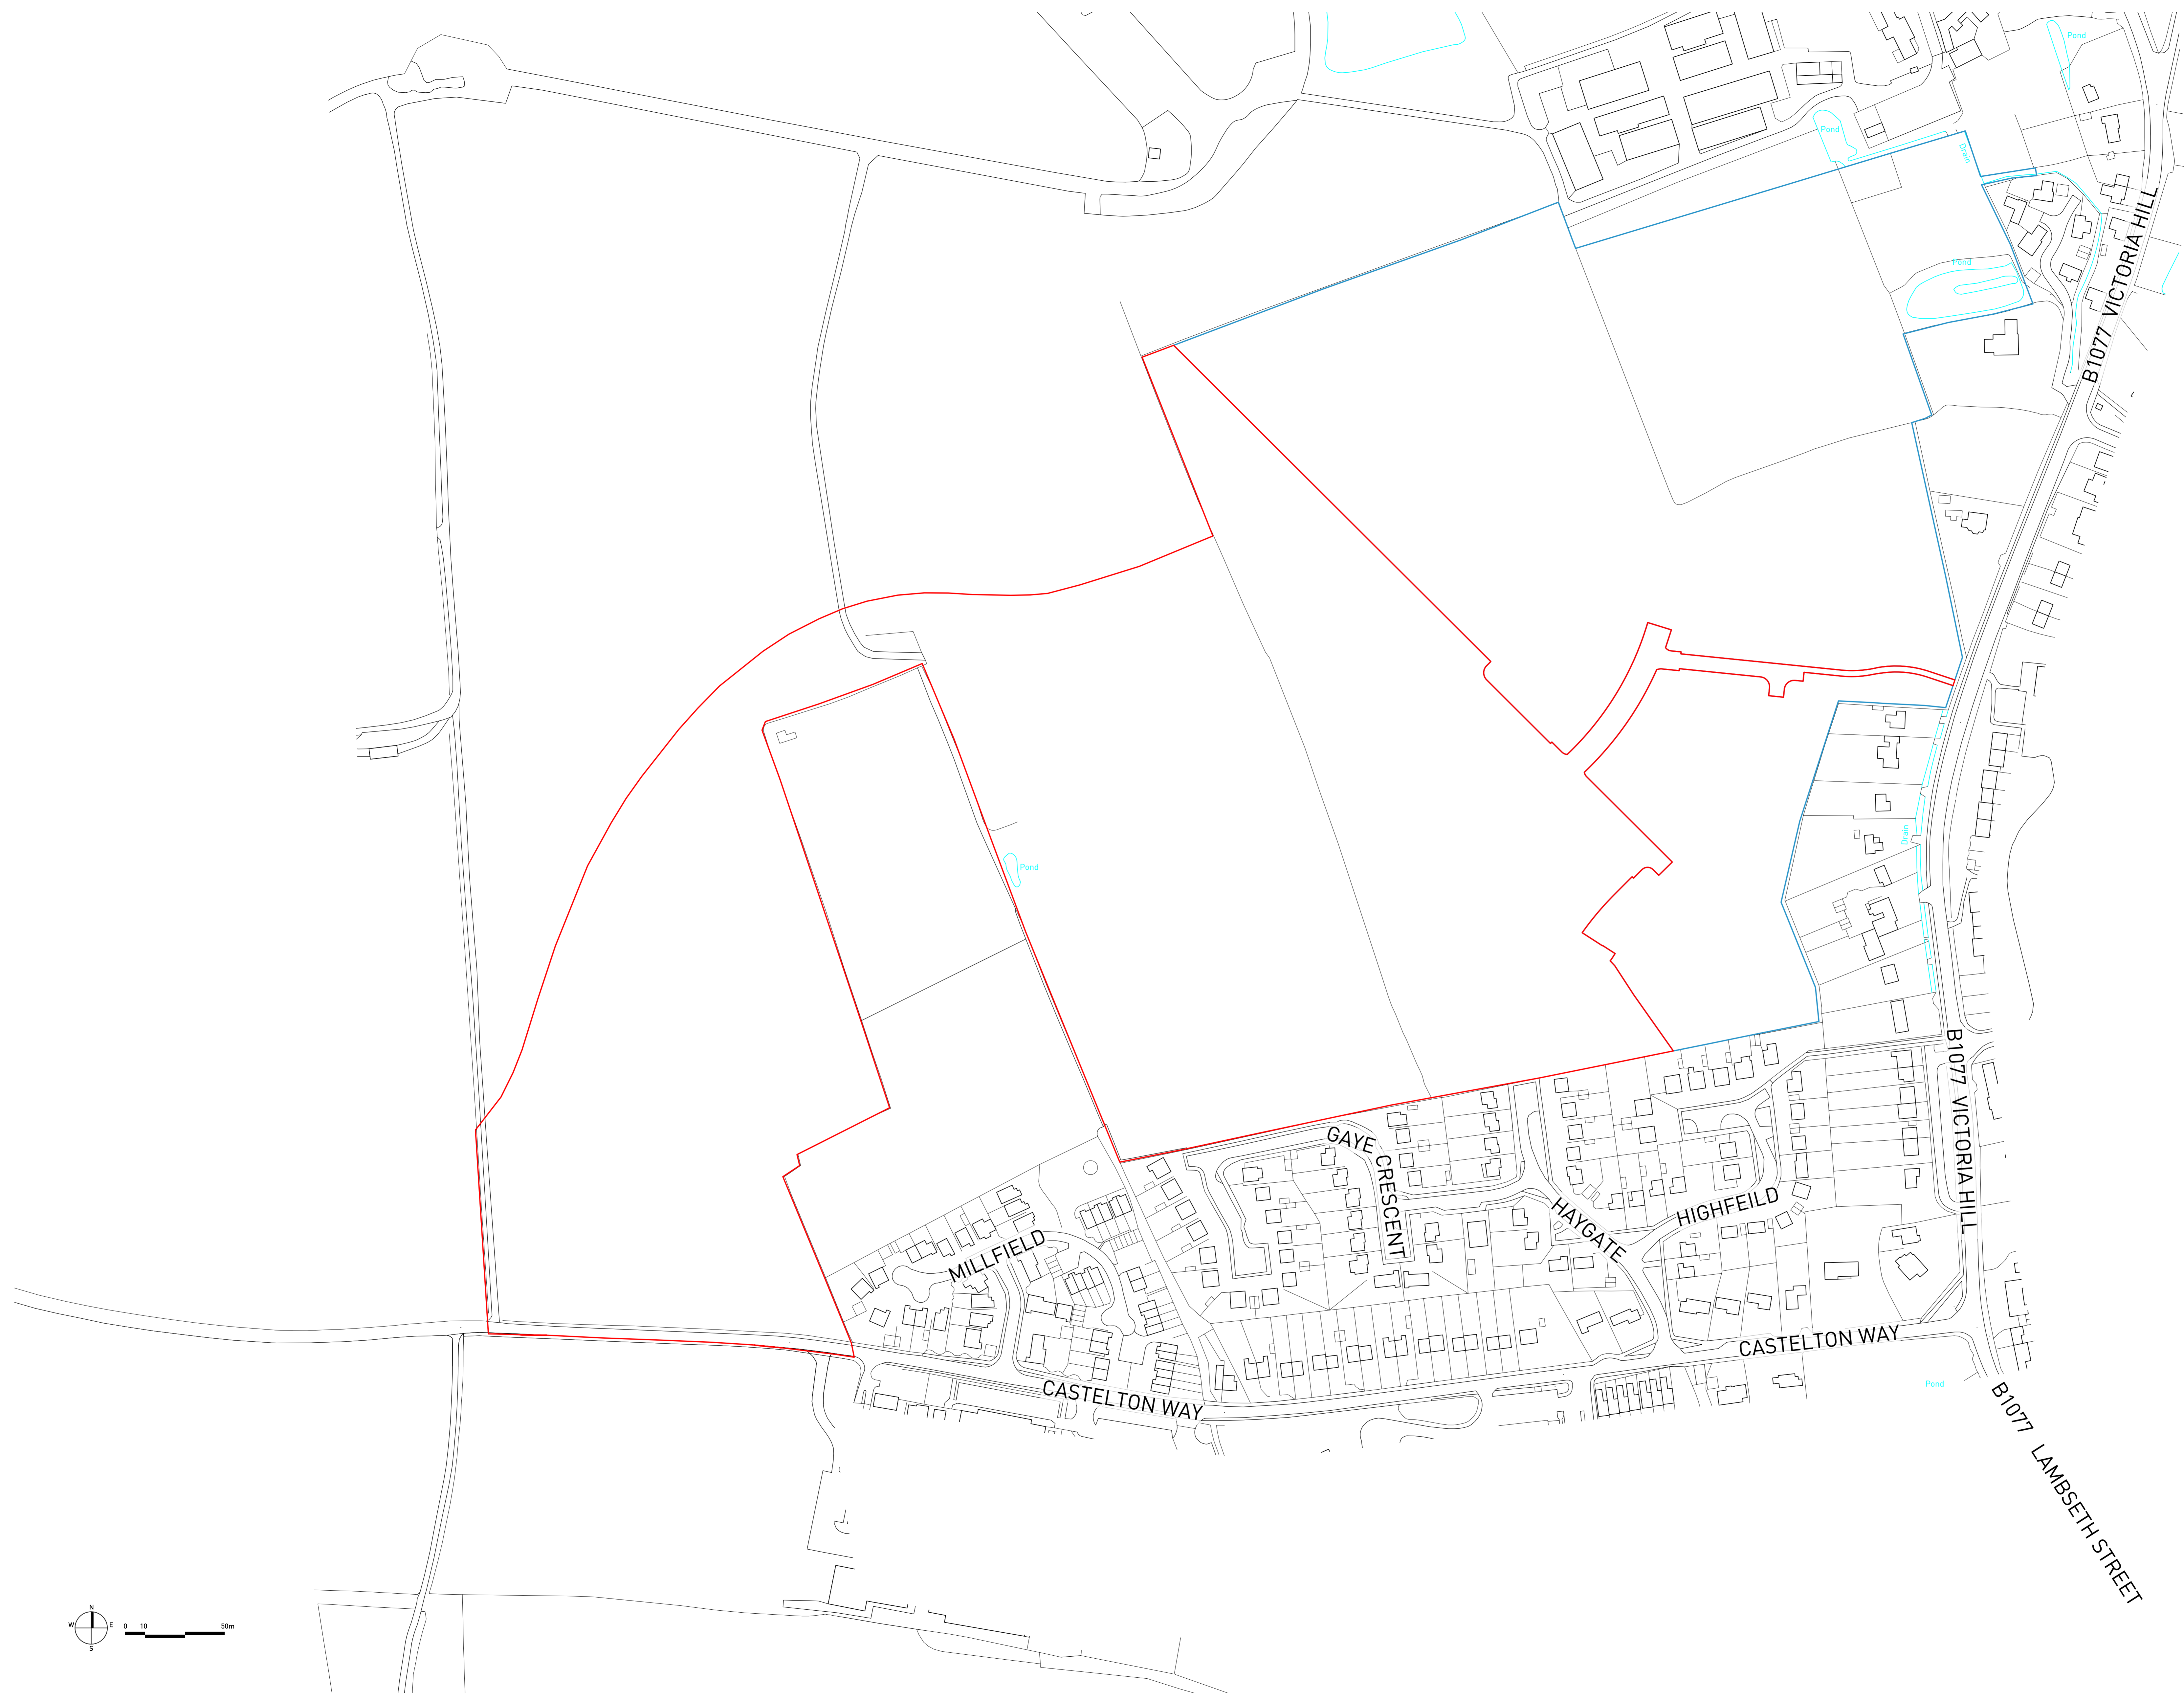 Pond
Pond
Drain
B1077 VICTORIA HILL
Pond
Drain
Pond
B1077 VICTORIA HILL
GAYE CRESCENT
HAYGATE
HIGHFEILD
MILLFIELD
CASTELTON WAY
CASTELTON WAY
Pond
B1077 LAMBSETH STREET
N
W E
S
0 10 50m